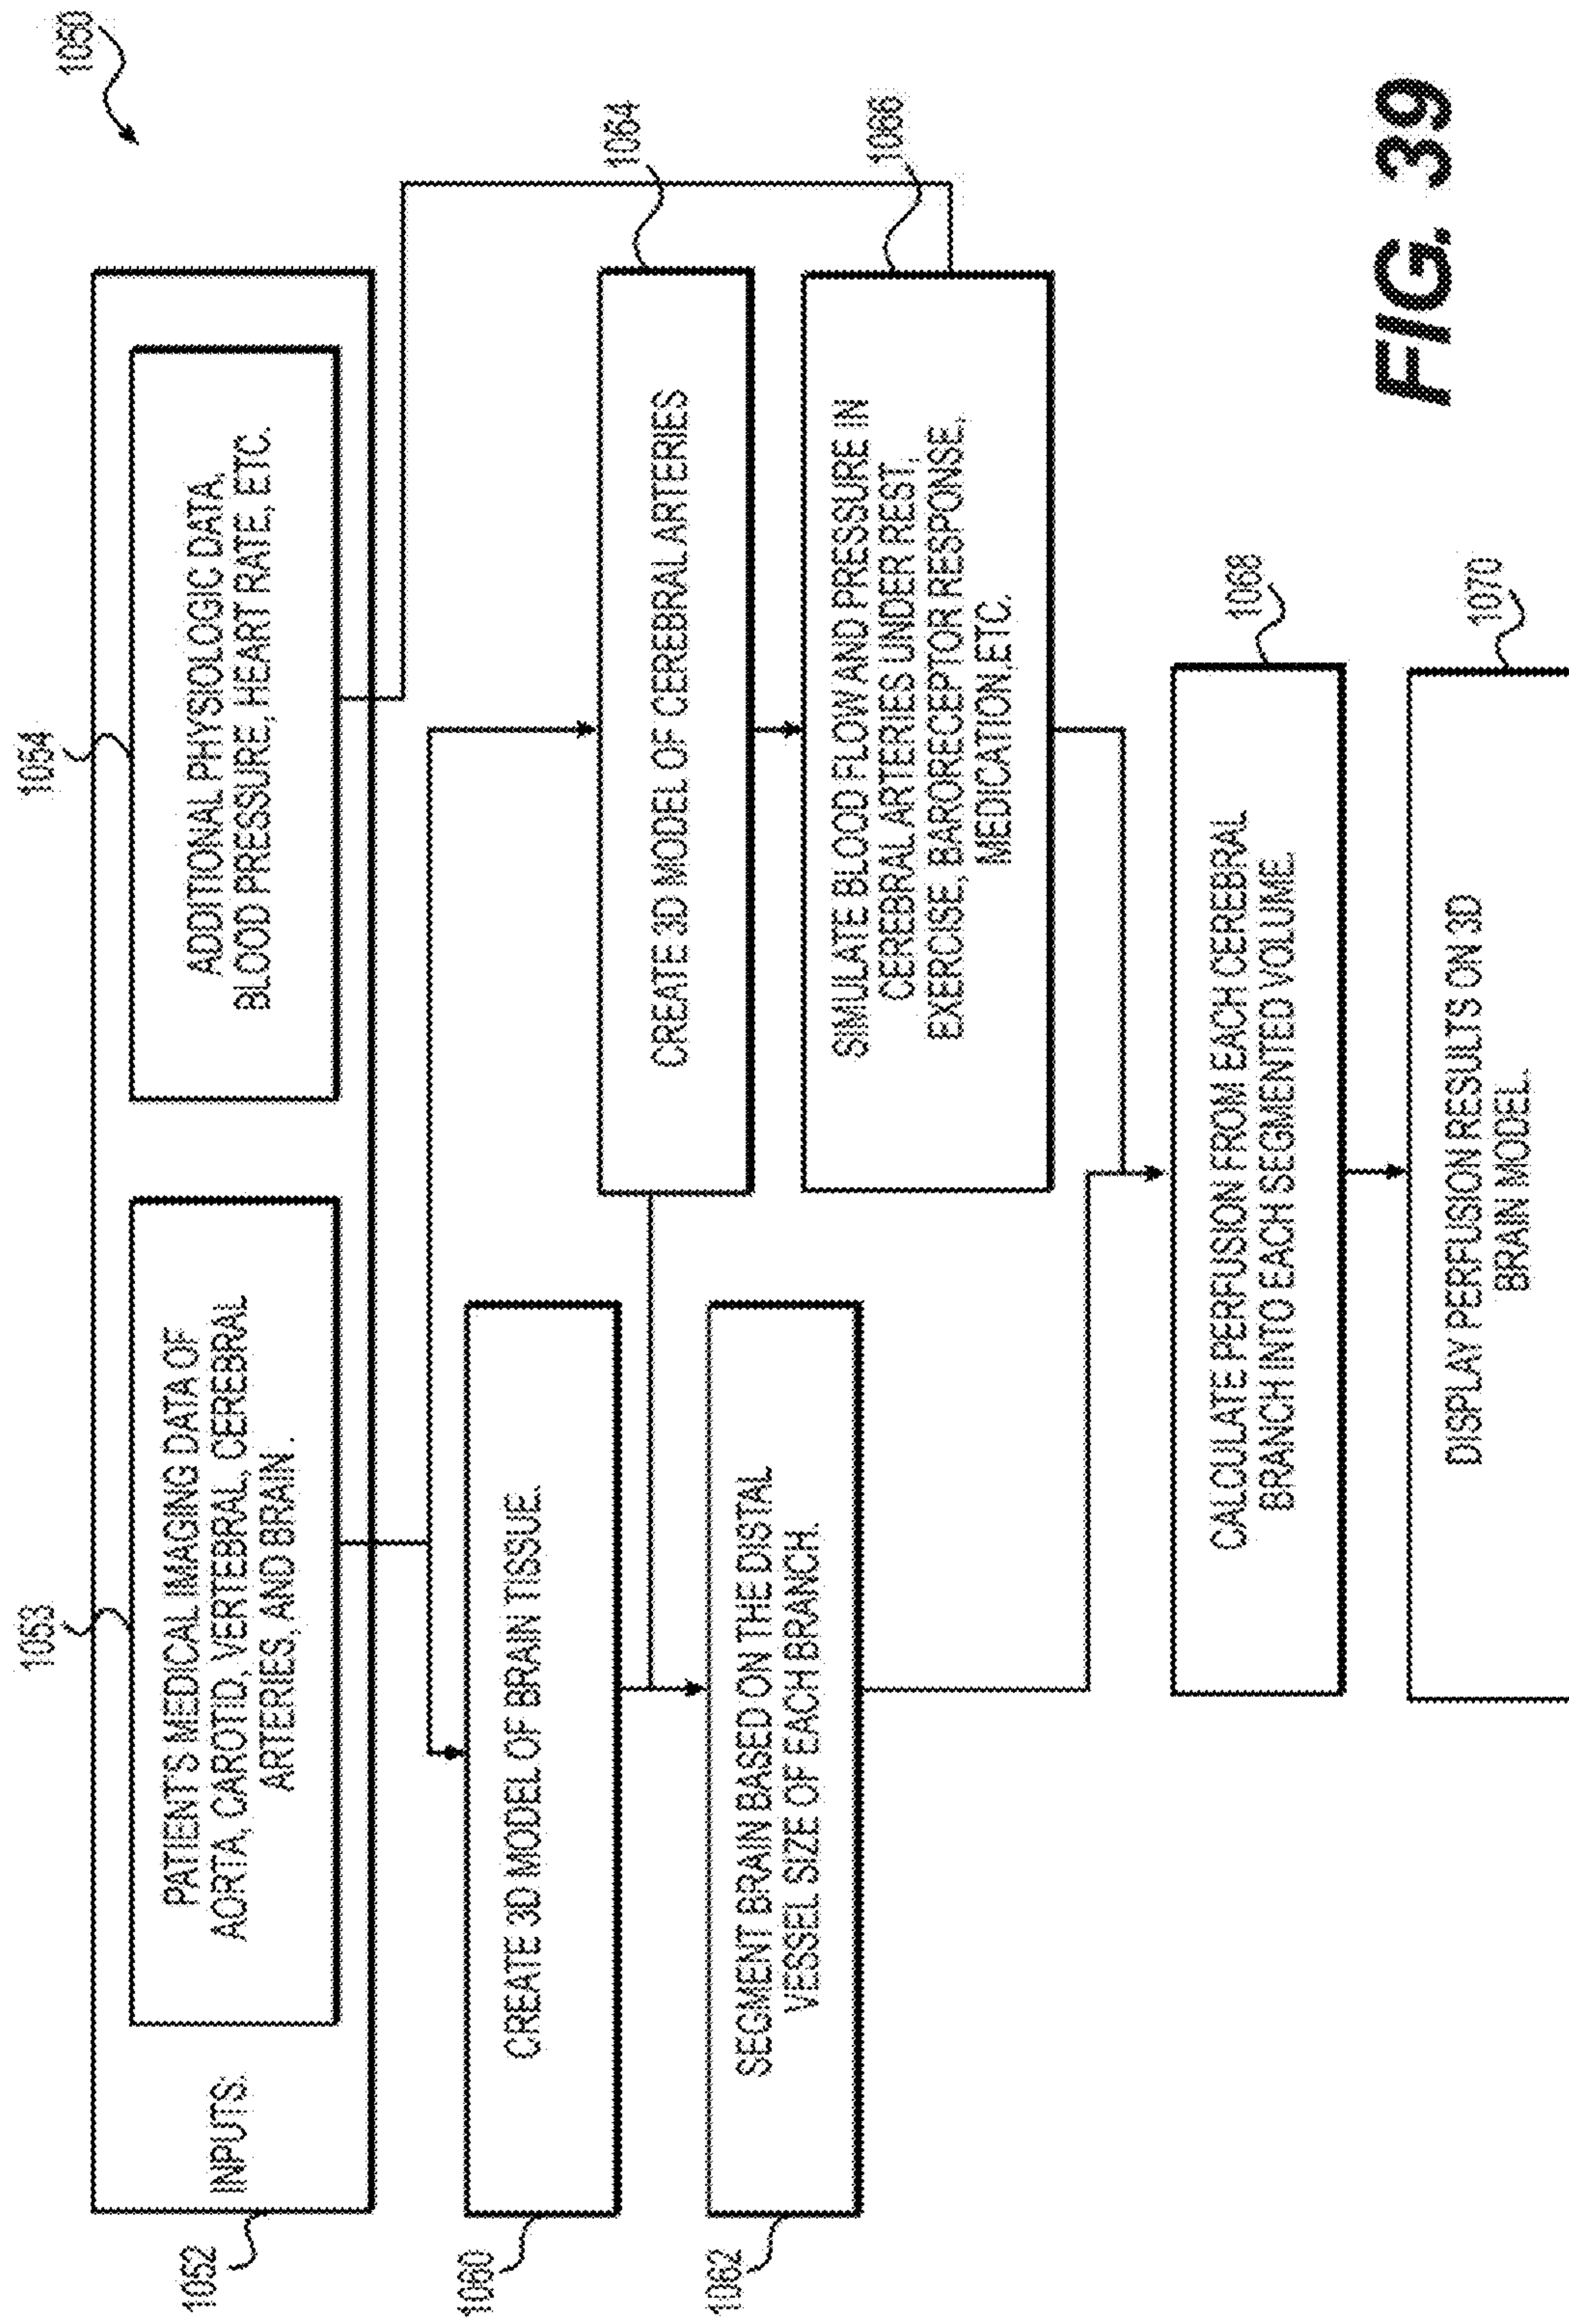 1050
1053
1054
1052
INPUTS:
PATIENT'S MEDICAL IMAGING DATA OF
AORTA, CAROTID, VERTEBRAL, CEREBRAL
ARTERIES, AND BRAIN.
ADDITIONAL PHYSIOLOGIC DATA,
BLOOD PRESSURE, HEART RATE, ETC.
1060
CREATE 3D MODEL OF BRAIN TISSUE.
1064
CREATE 3D MODEL OF CEREBRAL ARTERIES
1062
SEGMENT BRAIN BASED ON THE DISTAL
VESSEL SIZE OF EACH BRANCH.
1066
SIMULATE BLOOD FLOW AND PRESSURE IN
CEREBRAL ARTERIES UNDER REST,
EXERCISE, BARORECEPTOR RESPONSE,
MEDICATION,ETC.
1068
CALCULATE PERFUSION FROM EACH CEREBRAL
BRANCH INTO EACH SEGMENTED VOLUME.
1070
DISPLAY PERFUSION RESULTS ON 3D
BRAIN MODEL.
FIG. 39